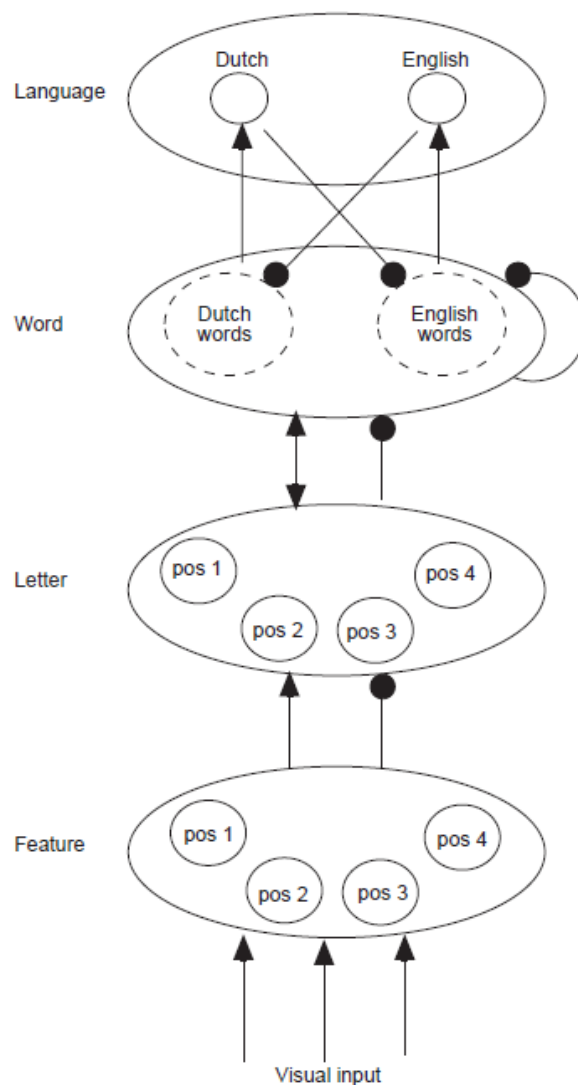 Dutch English
Language
Word
Dutch words
English words
Letter
pos 1
pos 4
pos 2
pos 3
Feature
pos 1
pos 4
pos 2
pos 3
Visual input